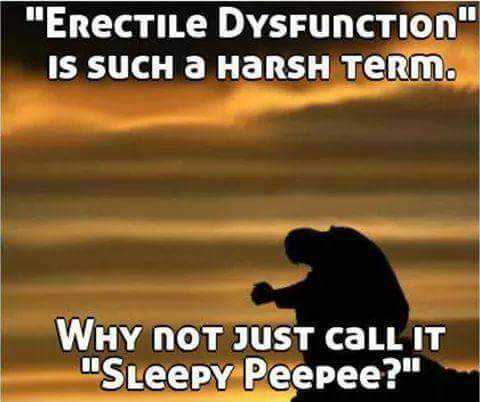 "Erectile Dysfunction"
is such a harsh term.
Why not just call it
"Sleepy Peepee?"